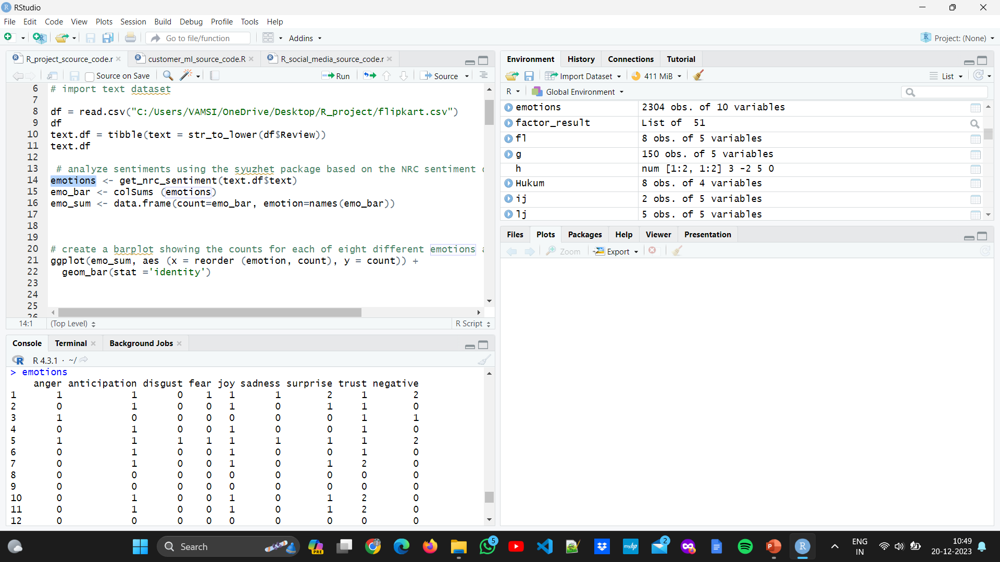 RStudio
File Edit Code View Plots Session Build Debug Profile Tools Help
Go to file/function Addins Project: (None)
R_project_scource_code.r customer_ml_source_code.R R_social_media_source_code.r
Source on Save Run Source
6 # import text dataset
7
8 df = read.csv("C:/Users/VAMSI/OneDrive/Desktop/R_project/flipkart.csv")
9 df
10 text.df = tibble(text = str_to_lower(df$Review))
11 text.df
12
13 # analyze sentiments using the syuzhet package based on the NRC sentiment
14 emotions <- get_nrc_sentiment(text.df$text)
15 emo_bar <- colSums (emotions)
16 emo_sum <- data.frame(count=emo_bar, emotion=names(emo_bar))
17
18
19
20 # create a barplot showing the counts for each of eight different emotions
21 ggplot(emo_sum, aes (x = reorder (emotion, count), y = count)) +
22 geom_bar(stat ='identity')
23
24
25
26
14:1 (Top Level) R Script
Console Terminal Background Jobs
R 4.3.1 · ~/
> emotions
anger anticipation disgust fear joy sadness surprise trust negative
1 1 1 0 1 1 1 2 1 2
2 0 1 0 0 1 0 1 1 0
3 1 0 0 0 0 0 0 1 1
4 0 1 0 0 1 0 0 1 0
5 1 1 1 1 1 1 1 1 2
6 0 1 0 0 1 0 0 1 0
7 0 1 0 0 1 0 1 2 0
8 0 0 0 0 0 0 0 0 0
9 0 0 0 0 0 0 0 0 0
10 0 1 0 0 1 0 1 2 0
11 0 1 0 0 1 0 1 2 0
12 0 0 0 0 0 0 0 0 0
Environment History Connections Tutorial
Import Dataset 411 MiB List
R Global Environment
emotions 2304 obs. of 10 variables
factor_result List of 51
fl 8 obs. of 5 variables
g 150 obs. of 5 variables
h num [1:2, 1:2] 3 -2 5 0
Hukum 8 obs. of 4 variables
ij 2 obs. of 5 variables
lj 5 obs. of 5 variables
Files Plots Packages Help Viewer Presentation
Zoom Export
Search PRE 5 myhp 2 P R ENG 10:49
IN 20-12-2023